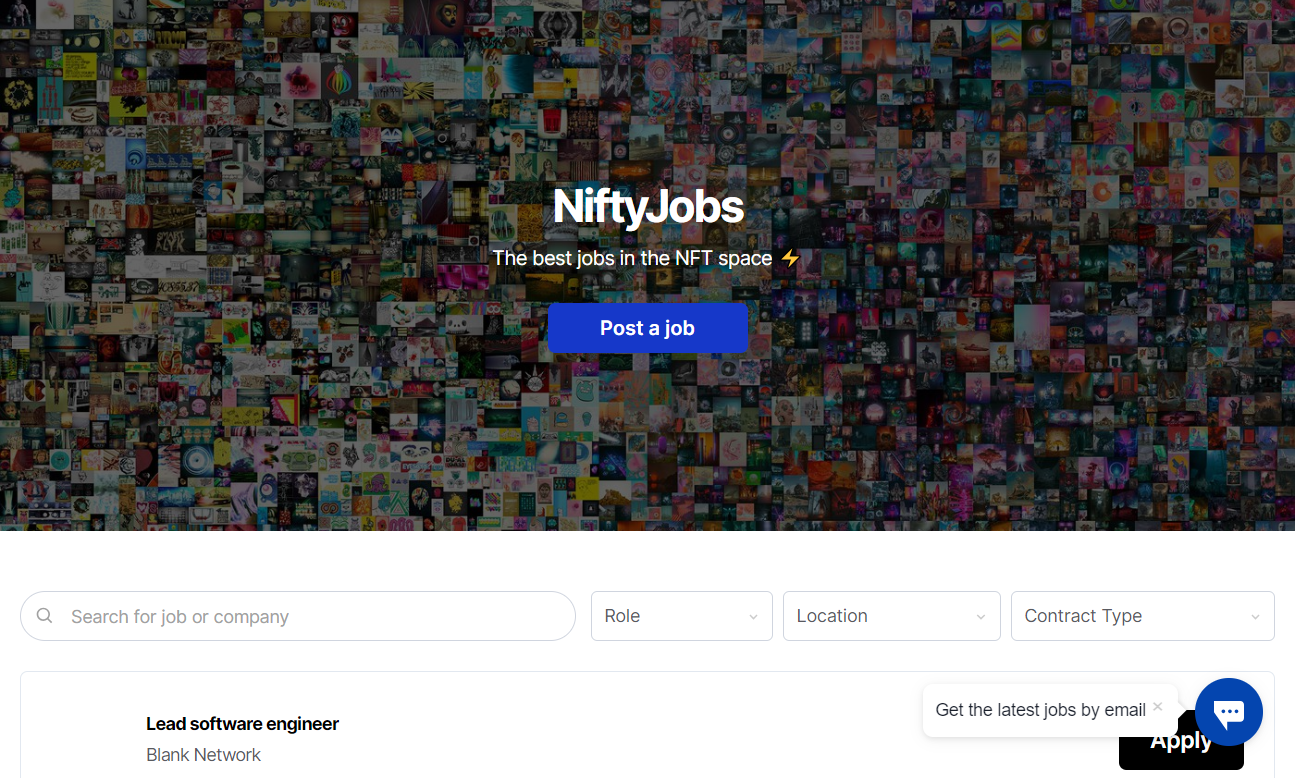 NiftyJobs
The best jobs in the NFT space ⚡
Post a job
Search for job or company
Role
Location
Contract Type
Lead software engineer
Blank Network
Get the latest jobs by email
Apply